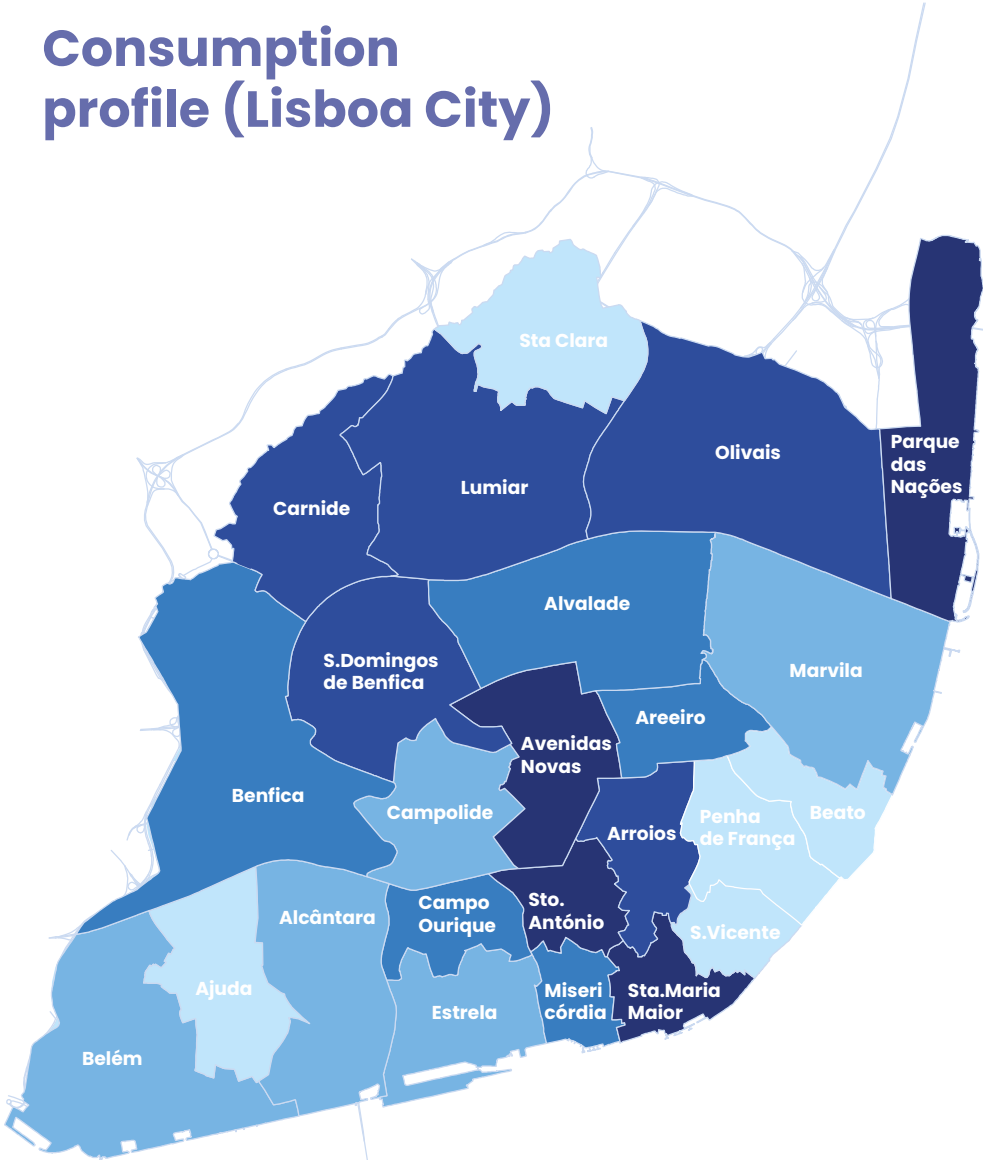 Consumption
profile (Lisboa City)
Sta Clara
Olivais
Parque
das
Nações
Lumiar
Carnide
Alvalade
S.Domingos
de Benfica
Marvila
Areeiro
Avenidas
Novas
Benfica
Campolide
Arroios
Penha
de França
Beato
Campo
Ourique
Sto.
António
Alcântara
S.Vicente
Ajuda
Estrela
Miseri
córdia
Sta.Maria
Maior
Belém